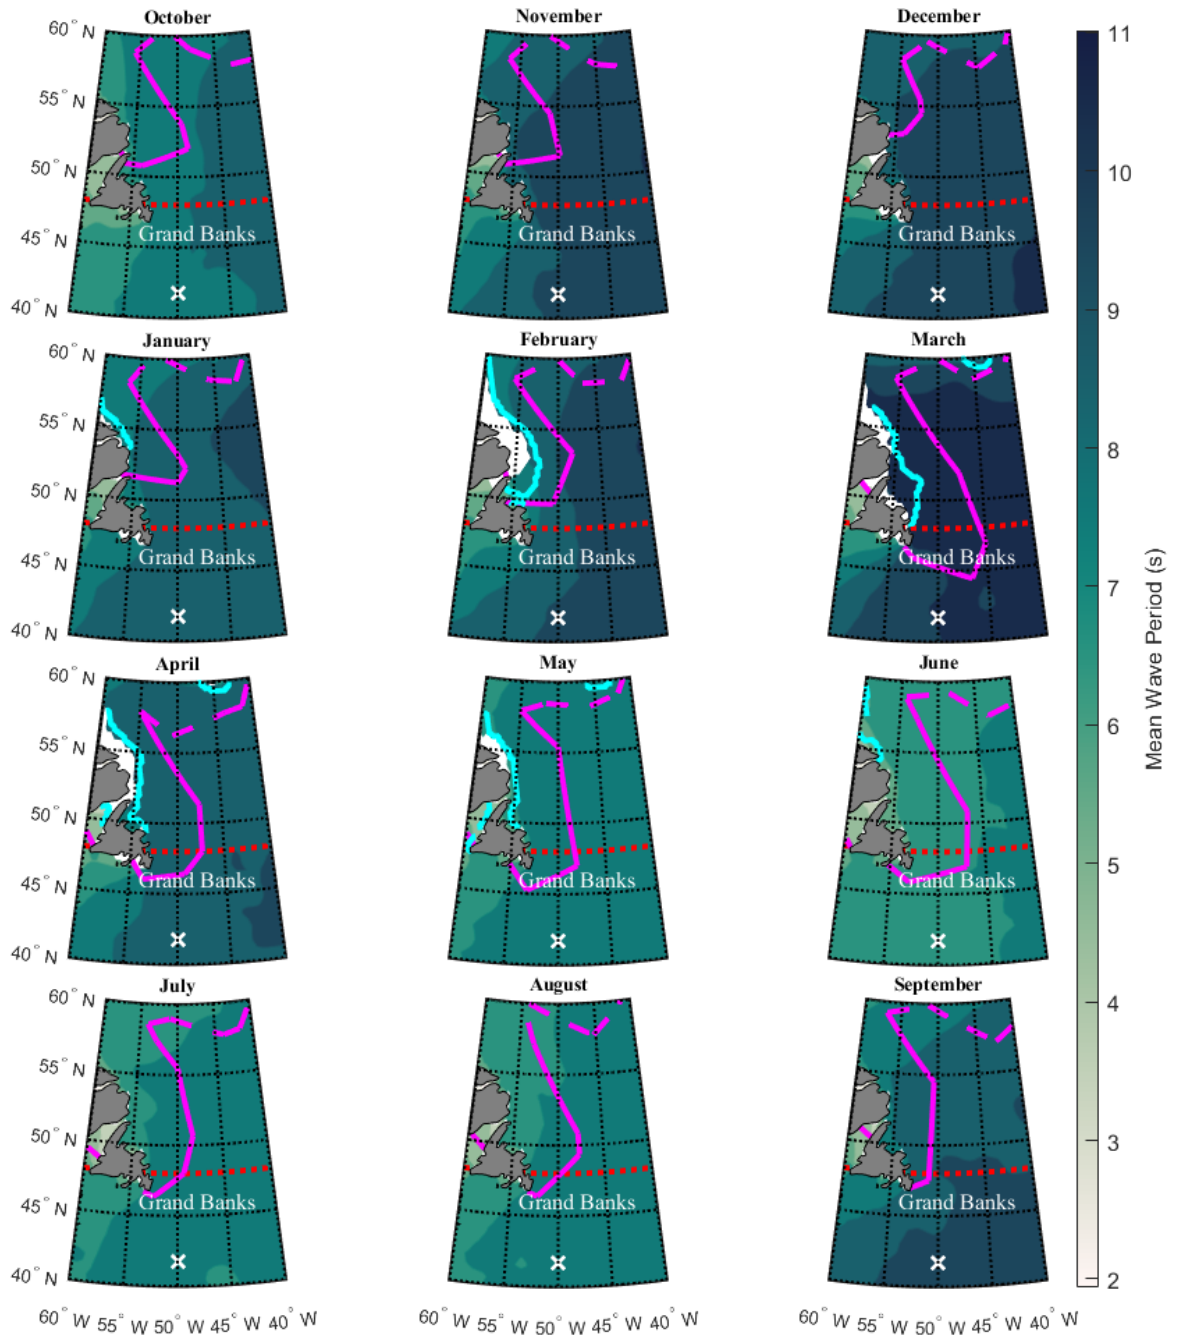 October
November
December
60° N
55° N
50° N
45° N
40° N
Grand Banks
Grand Banks
Grand Banks
January
February
March
60° N
55° N
50° N
45° N
40° N
Grand Banks
Grand Banks
Grand Banks
April
May
June
60° N
55° N
50° N
45° N
40° N
Grand Banks
Grand Banks
Grand Banks
July
August
September
60° N
55° N
50° N
45° N
40° N
Grand Banks
Grand Banks
Grand Banks
60° W 55° W 50° W 45° W 40° W
60° W 55° W 50° W 45° W 40° W
60° W 55° W 50° W 45° W 40° W
11
10
9
8
7
6
5
4
3
2
Mean Wave Period (s)